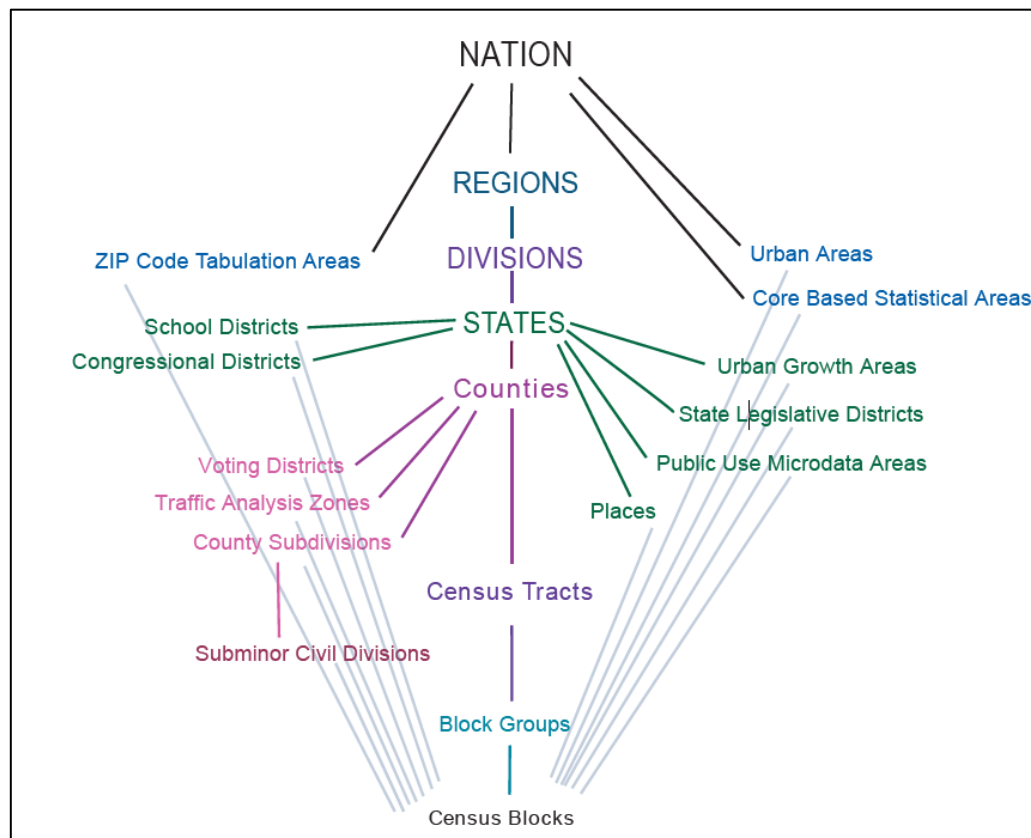 NATION
REGIONS
DIVISIONS
ZIP Code Tabulation Areas
Urban Areas
Core Based Statistical Areas
School Districts
STATES
Congressional Districts
Urban Growth Areas
Counties
State Legislative Districts
Voting Districts
Public Use Microdata Areas
Traffic Analysis Zones
Places
County Subdivisions
Census Tracts
Subminor Civil Divisions
Block Groups
Census Blocks